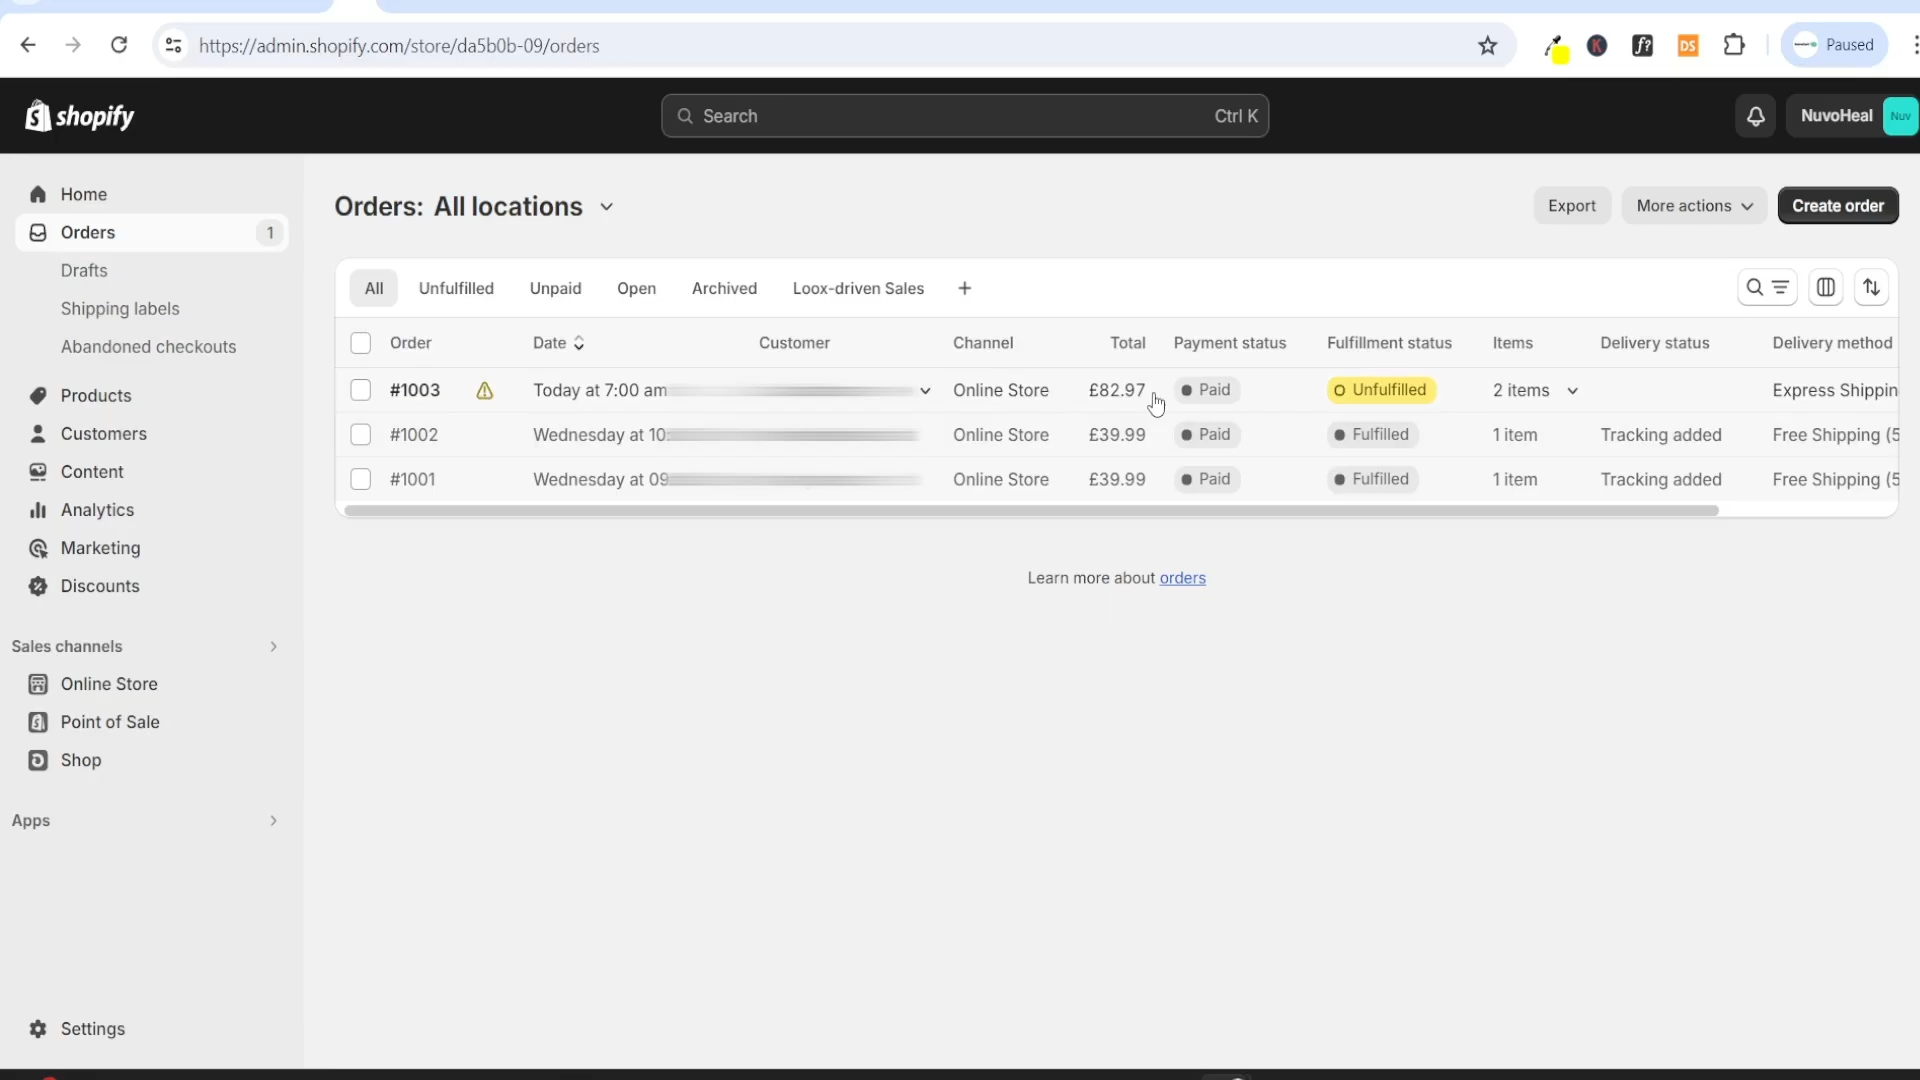 https://admin.shopify.com/store/da5b0b-09/orders
K
f?
DS
Paused
shopify
Search
Ctrl K
NuvoHeal
Nuv
Home
Orders
1
Drafts
Shipping labels
Abandoned checkouts
Products
Customers
Content
Analytics
Marketing
Discounts
Sales channels
Online Store
Point of Sale
Shop
Apps
Settings
Orders: All locations
Export
More actions
Create order
All
Unfulfilled
Unpaid
Open
Archived
Loox-driven Sales
+
Order Date Customer Channel Total Payment status Fulfillment status Items Delivery status Delivery method
#1003 Today at 7:00 am Online Store £82.97 Paid Unfulfilled 2 items Express Shippin
#1002 Wednesday at 10: Online Store £39.99 Paid Fulfilled 1 item Tracking added Free Shipping (5
#1001 Wednesday at 09 Online Store £39.99 Paid Fulfilled 1 item Tracking added Free Shipping (5
Learn more about orders